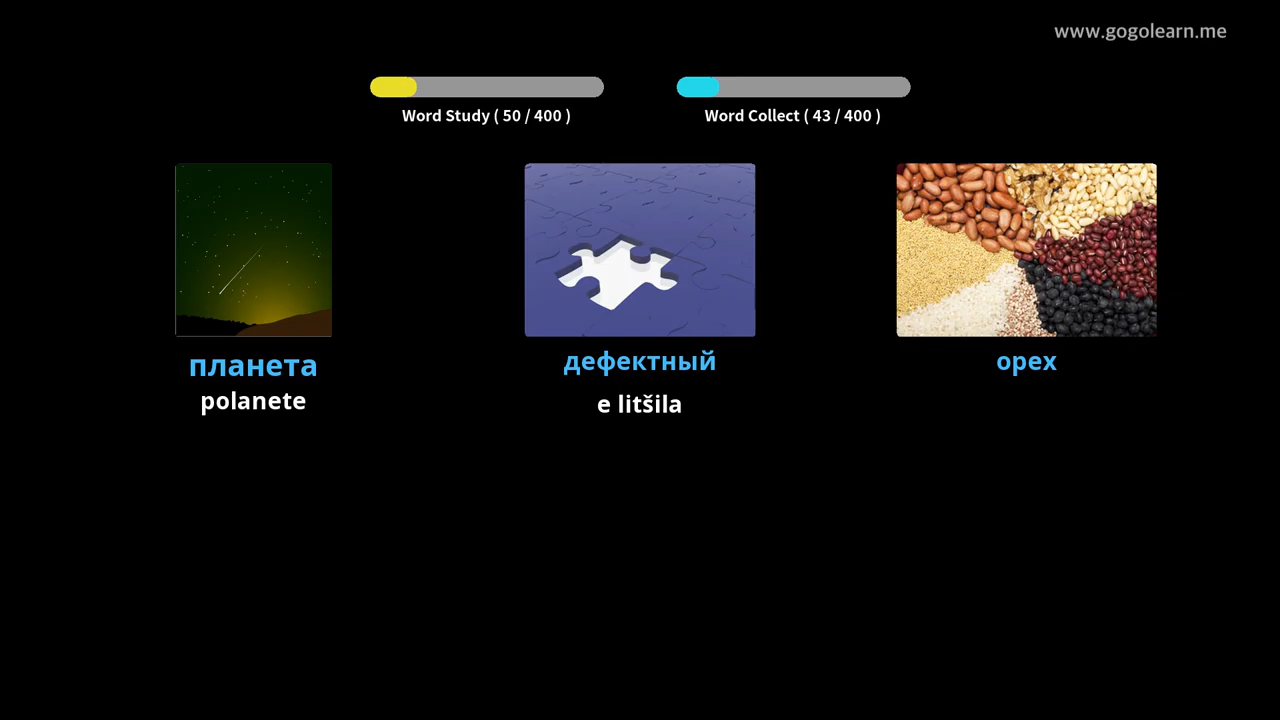 www.gogolearn.me
Word Study ( 50 / 400 )
Word Collect ( 43 / 400 )
планета
polanete
дефектный
e litšila
орех